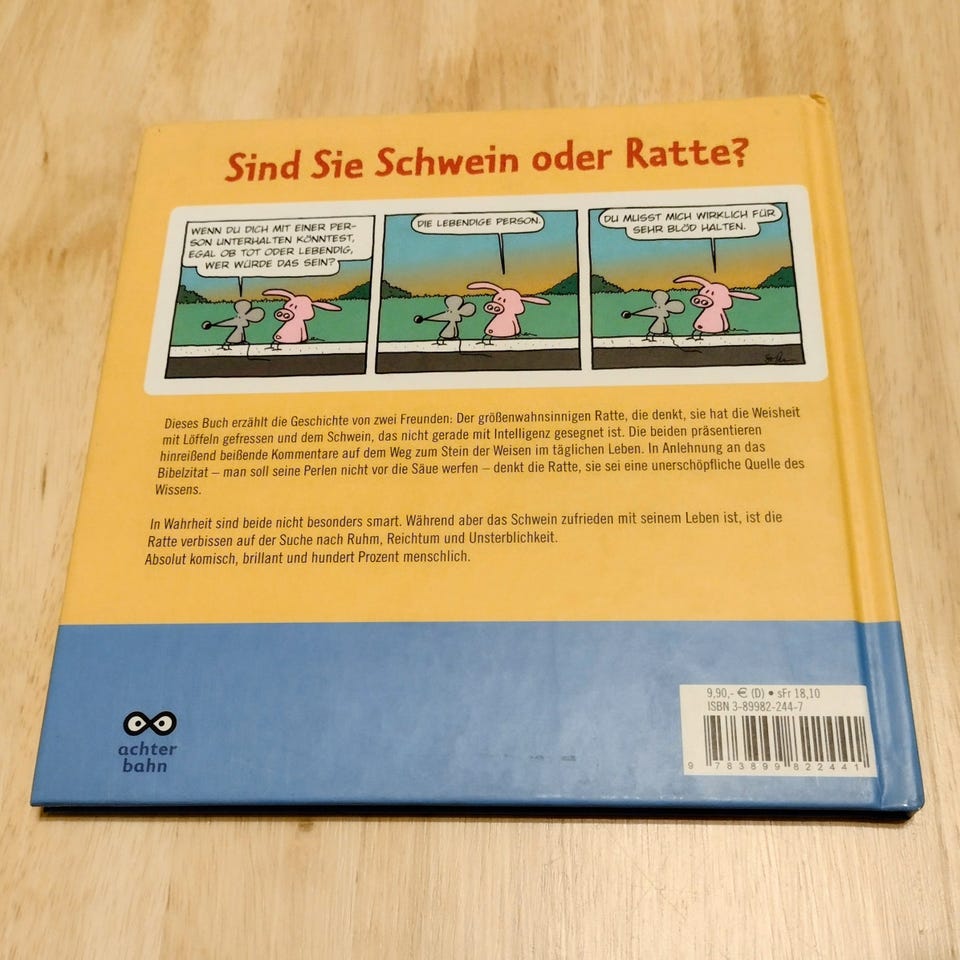 Sind Sie Schwein oder Ratte?
WENN DU DICH MIT EINER PER-
SON UNTERHALTEN KÖNNTEST,
EGAL OB TOT ODER LEBENDIG,
WER WÜRDE DAS SEIN?
DIE LEBENDIGE PERSON.
DU MUSST MICH WIRKLICH FÜR
SEHR BLÖD HALTEN.
Dieses Buch erzählt die Geschichte von zwei Freunden: Der größenwahnsinnigen Ratte, die denkt, sie hat die Weisheit
mit Löffeln gefressen und dem Schwein, das nicht gerade mit Intelligenz gesegnet ist. Die beiden präsentieren
hinreißend beißende Kommentare auf dem Weg zum Stein der Weisen im täglichen Leben. In Anlehnung an das
Bibelzitat – man soll seine Perlen nicht vor die Säue werfen – denkt die Ratte, sie sei eine unerschöpfliche Quelle des
Wissens.
In Wahrheit sind beide nicht besonders smart. Während aber das Schwein zufrieden mit seinem Leben ist, ist die
Ratte verbissen auf der Suche nach Ruhm, Reichtum und Unsterblichkeit.
Absolut komisch, brillant und hundert Prozent menschlich.
achter
bahn
9,90,- € (D) • sFr 18,10
ISBN 3-89982-244-7
9 783899 822441